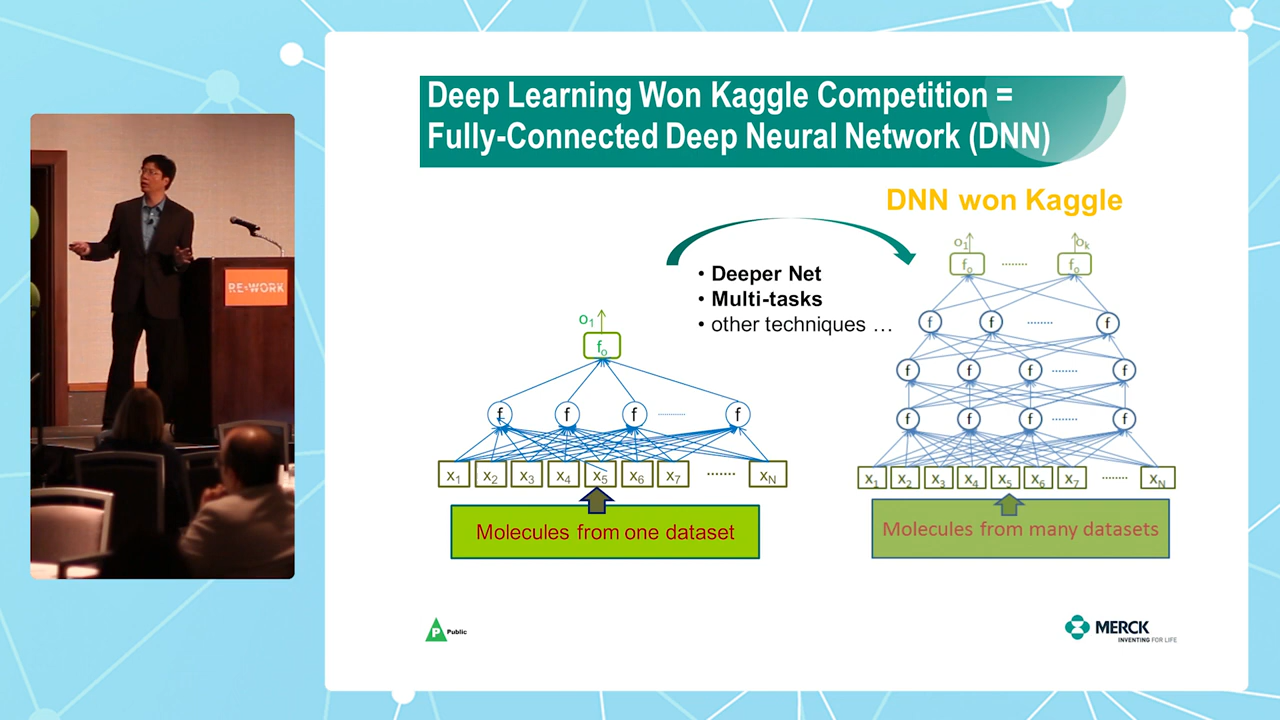 Deep Learning Won Kaggle Competition =
Fully-Connected Deep Neural Network (DNN)
DNN won Kaggle
• Deeper Net
• Multi-tasks
• other techniques …
o1
fo
f f f ............ f
x1 x2 x3 x4 x5 x6 x7 ....... xN
Molecules from one dataset
o1 ok
fo ........ fo
f f ........ f
f f f ........ f
f f f ........ f
x1 x2 x3 x4 x5 x6 x7 ........ xN
Molecules from many datasets
RE•WORK
P Public
MERCK
INVENTING FOR LIFE